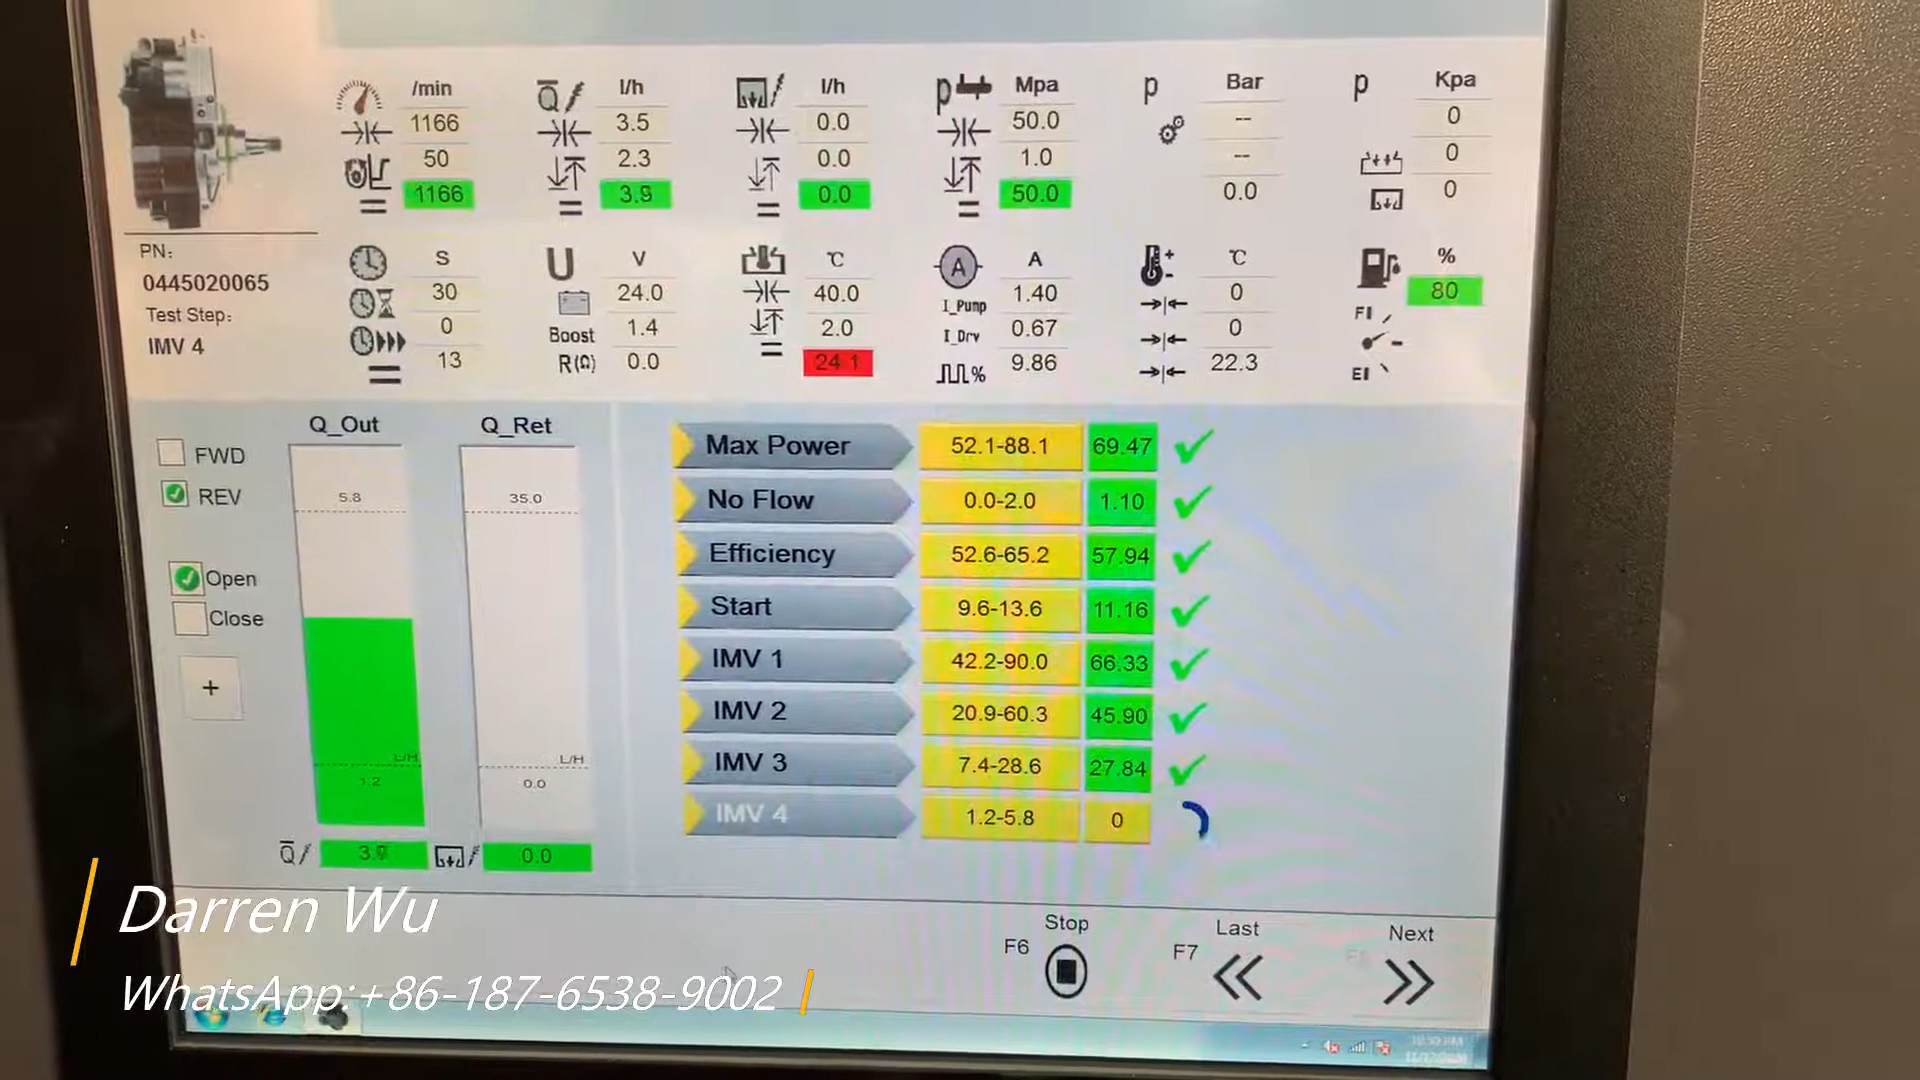 /min l/h l/h Mpa Bar Kpa
1166 3.5 0.0 50.0 -- 0
50 2.3 0.0 1.0 -- 0
1166 3.9 0.0 50.0 0.0 0
PN:
0445020065
Test Step:
IMV 4
S V ℃ A ℃ %
30 24.0 40.0 I_Pump 1.40 0 80
0 Boost 1.4 2.0 I_Drv 0.67 0
13 R(Ω) 0.0 24.1 % 9.86 22.3
Q_Out Q_Ret
FWD
REV
Open
Close
+
5.8 35.0
L/H L/H
1.2 0.0
3.9 0.0
Max Power 52.1-88.1 69.47
No Flow 0.0-2.0 1.10
Efficiency 52.6-65.2 57.94
Start 9.6-13.6 11.16
IMV 1 42.2-90.0 66.33
IMV 2 20.9-60.3 45.90
IMV 3 7.4-28.6 27.84
IMV 4 1.2-5.8 0
Stop Last Next
F6 F7
Darren Wu
WhatsApp:+86-187-6538-9002